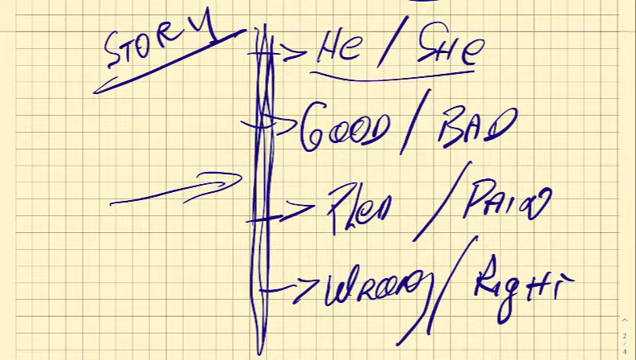 STORY
HE / SHE
GOOD / BAD
PLEA / PAIN
WRONG / RIGHT